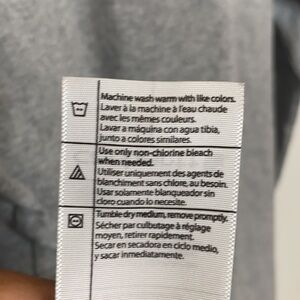 Machine wash warm with like colors.
Laver à la machine à l'eau chaude
avec les mêmes couleurs.
Lavar a máquina con agua tibia,
junto a colores similares.
Use only non-chlorine bleach
when needed.
Utiliser uniquement des agents de
blanchiment sans chlore, au besoin.
Usar solamente blanqueador sin
cloro cuando lo necesite.
Tumble dry medium, remove promptly.
Sécher par culbutage à réglage
moyen, retirer rapidement.
Secar en secadora en ciclo medio,
y sacar inmediatamente.